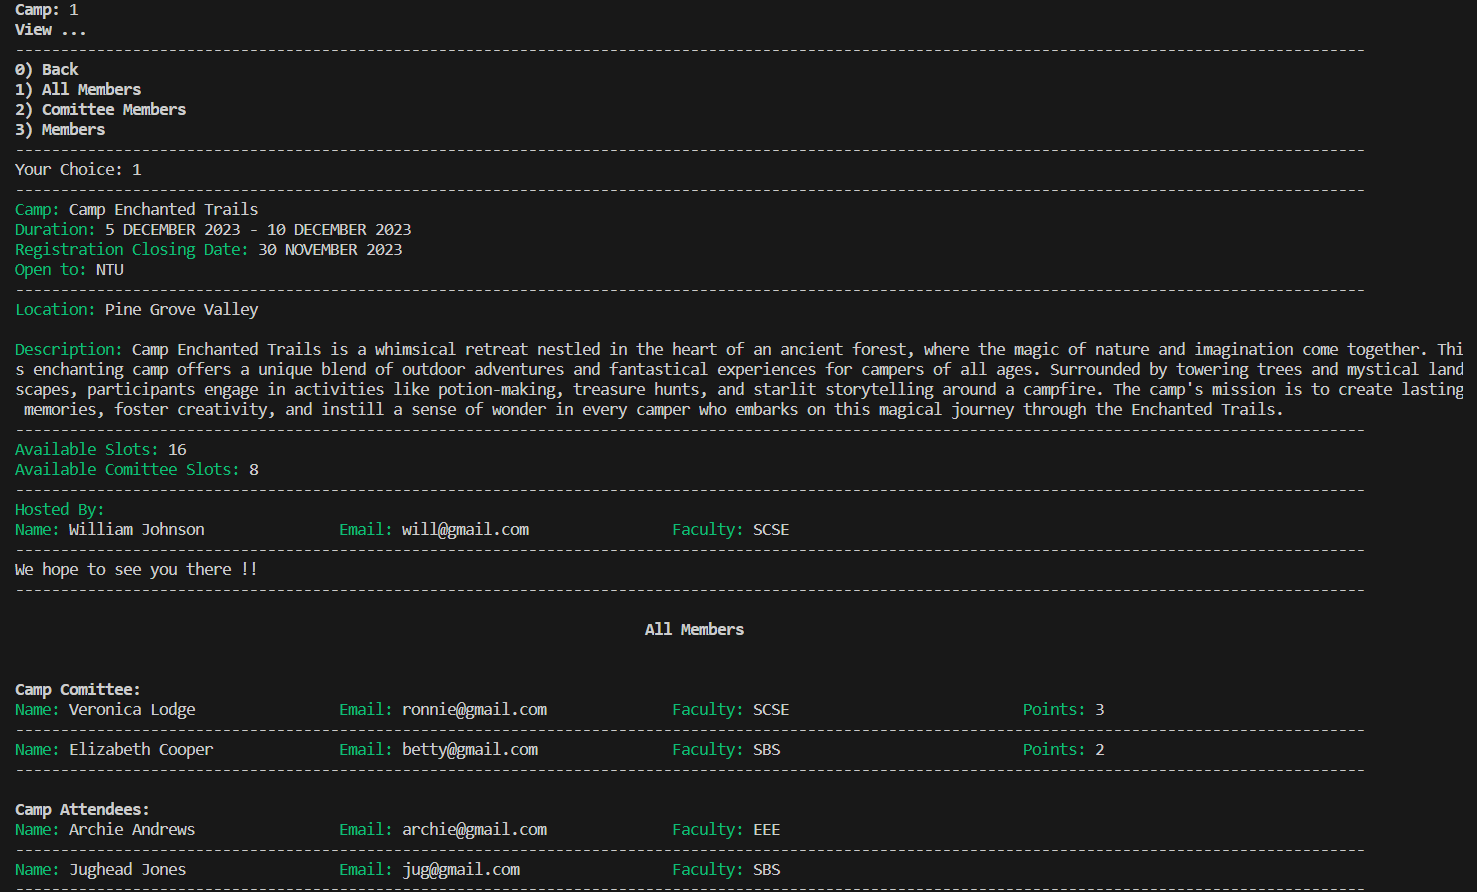 Camp: 1
View ...
------------------------------------------------------------------------------------------------------------------------------------------------------
0) Back
1) All Members
2) Comittee Members
3) Members
------------------------------------------------------------------------------------------------------------------------------------------------------
Your Choice: 1
------------------------------------------------------------------------------------------------------------------------------------------------------
Camp: Camp Enchanted Trails
Duration: 5 DECEMBER 2023 - 10 DECEMBER 2023
Registration Closing Date: 30 NOVEMBER 2023
Open to: NTU
------------------------------------------------------------------------------------------------------------------------------------------------------
Location: Pine Grove Valley

Description: Camp Enchanted Trails is a whimsical retreat nestled in the heart of an ancient forest, where the magic of nature and imagination come together. Thi
s enchanting camp offers a unique blend of outdoor adventures and fantastical experiences for campers of all ages. Surrounded by towering trees and mystical land
scapes, participants engage in activities like potion-making, treasure hunts, and starlit storytelling around a campfire. The camp's mission is to create lasting
 memories, foster creativity, and instill a sense of wonder in every camper who embarks on this magical journey through the Enchanted Trails.
------------------------------------------------------------------------------------------------------------------------------------------------------
Available Slots: 16
Available Comittee Slots: 8
------------------------------------------------------------------------------------------------------------------------------------------------------
Hosted By:
Name: William Johnson               Email: will@gmail.com                Faculty: SCSE
------------------------------------------------------------------------------------------------------------------------------------------------------
We hope to see you there !!
------------------------------------------------------------------------------------------------------------------------------------------------------

All Members

Camp Comittee:
Name: Veronica Lodge                Email: ronnie@gmail.com              Faculty: SCSE                          Points: 3
------------------------------------------------------------------------------------------------------------------------------------------------------
Name: Elizabeth Cooper              Email: betty@gmail.com               Faculty: SBS                           Points: 2
------------------------------------------------------------------------------------------------------------------------------------------------------

Camp Attendees:
Name: Archie Andrews                Email: archie@gmail.com              Faculty: EEE
------------------------------------------------------------------------------------------------------------------------------------------------------
Name: Jughead Jones                 Email: jug@gmail.com                 Faculty: SBS
------------------------------------------------------------------------------------------------------------------------------------------------------